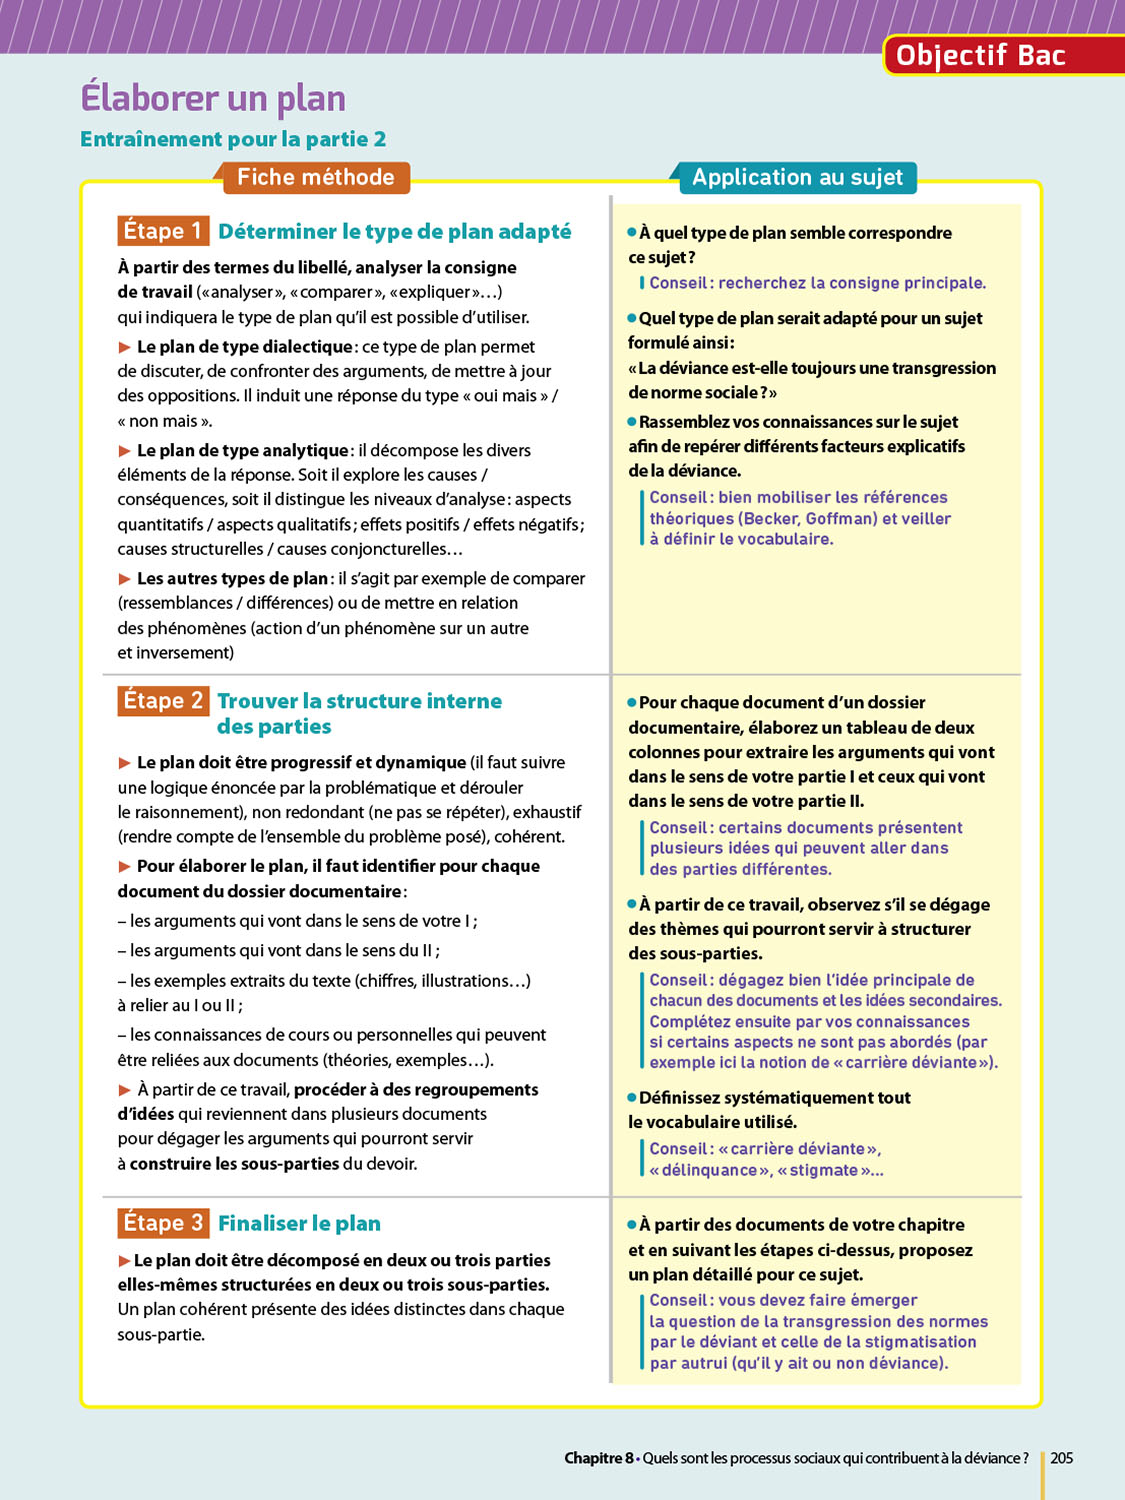 Objectif Bac
Élaborer un plan
Entraînement pour la partie 2
Fiche méthode
Étape 1 Déterminer le type de plan adapté
À partir des termes du libellé, analyser la consigne
de travail (« analyser », « comparer », « expliquer »…)
qui indiquera le type de plan qu’il est possible d’utiliser.
► Le plan de type dialectique : ce type de plan permet
de discuter, de confronter des arguments, de mettre à jour
des oppositions. Il induit une réponse du type « oui mais » /
« non mais ».
► Le plan de type analytique : il décompose les divers
éléments de la réponse. Soit il explore les causes /
conséquences, soit il distingue les niveaux d’analyse : aspects
quantitatifs / aspects qualitatifs ; effets positifs / effets négatifs ;
causes structurelles / causes conjoncturelles…
► Les autres types de plan : il s’agit par exemple de comparer
(ressemblances / différences) ou de mettre en relation
des phénomènes (action d’un phénomène sur un autre
et inversement)
Application au sujet
• À quel type de plan semble correspondre
ce sujet ?
Conseil : recherchez la consigne principale.
• Quel type de plan serait adapté pour un sujet
formulé ainsi :
« La déviance est-elle toujours une transgression
de norme sociale ? »
• Rassemblez vos connaissances sur le sujet
afin de repérer différents facteurs explicatifs
de la déviance.
Conseil : bien mobiliser les références
théoriques (Becker, Goffman) et veiller
à définir le vocabulaire.
Étape 2 Trouver la structure interne
des parties
► Le plan doit être progressif et dynamique (il faut suivre
une logique énoncée par la problématique et dérouler
le raisonnement), non redondant (ne pas se répéter), exhaustif
(rendre compte de l’ensemble du problème posé), cohérent.
► Pour élaborer le plan, il faut identifier pour chaque
document du dossier documentaire :
– les arguments qui vont dans le sens de votre I ;
– les arguments qui vont dans le sens du II ;
– les exemples extraits du texte (chiffres, illustrations…)
à relier au I ou II ;
– les connaissances de cours ou personnelles qui peuvent
être reliées aux documents (théories, exemples…).
► À partir de ce travail, procéder à des regroupements
d’idées qui reviennent dans plusieurs documents
pour dégager les arguments qui pourront servir
à construire les sous-parties du devoir.
• Pour chaque document d’un dossier
documentaire, élaborez un tableau de deux
colonnes pour extraire les arguments qui vont
dans le sens de votre partie I et ceux qui vont
dans le sens de votre partie II.
Conseil : certains documents présentent
plusieurs idées qui peuvent aller dans
des parties différentes.
• À partir de ce travail, observez s’il se dégage
des thèmes qui pourront servir à structurer
des sous-parties.
Conseil : dégagez bien l’idée principale de
chacun des documents et les idées secondaires.
Complétez ensuite par vos connaissances
si certains aspects ne sont pas abordés (par
exemple ici la notion de « carrière déviante »).
• Définissez systématiquement tout
le vocabulaire utilisé.
Conseil : « carrière déviante »,
« délinquance », « stigmate »...
Étape 3 Finaliser le plan
► Le plan doit être décomposé en deux ou trois parties
elles-mêmes structurées en deux ou trois sous-parties.
Un plan cohérent présente des idées distinctes dans chaque
sous-partie.
• À partir des documents de votre chapitre
et en suivant les étapes ci-dessus, proposez
un plan détaillé pour ce sujet.
Conseil : vous devez faire émerger
la question de la transgression des normes
par le déviant et celle de la stigmatisation
par autrui (qu’il y ait ou non déviance).
Chapitre 8 • Quels sont les processus sociaux qui contribuent à la déviance ? 205